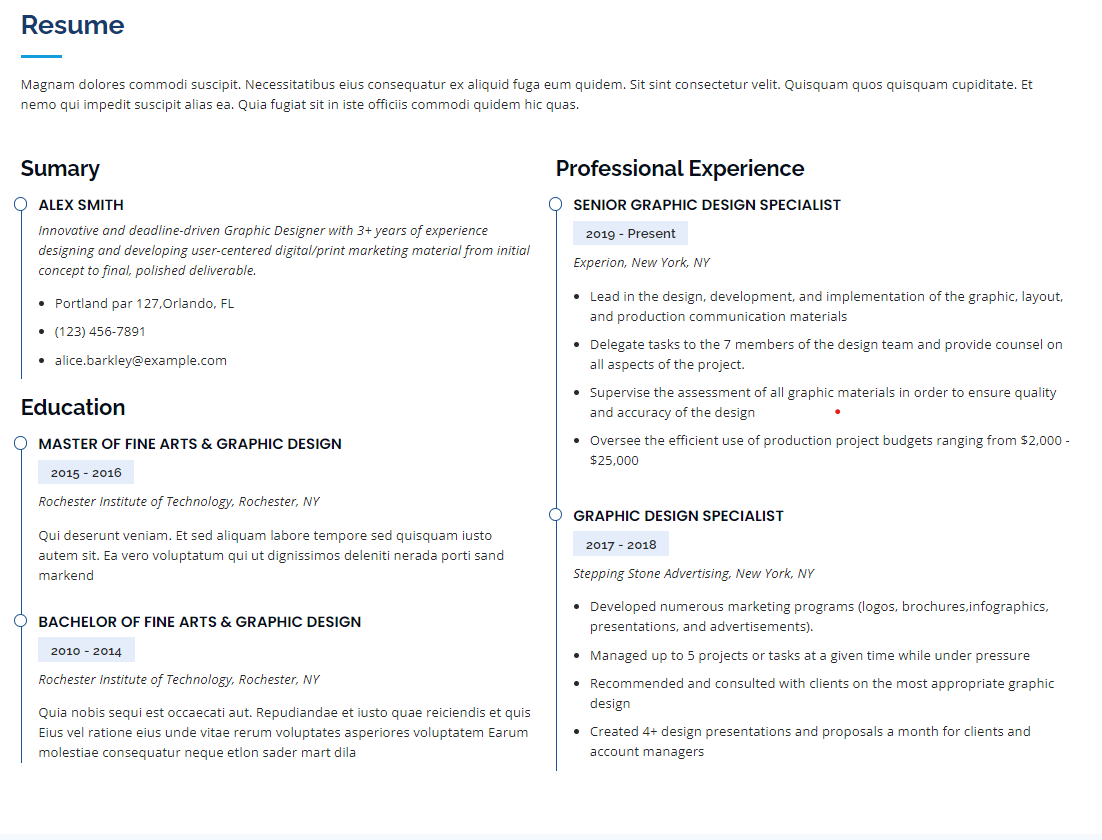 Resume
Magnam dolores commodi suscipit. Necessitatibus eius consequatur ex aliquid fuga eum quidem. Sit sint consectetur velit. Quisquam quos quisquam cupiditate. Et
nemo qui impedit suscipit alias ea. Quia fugiat sit in iste officiis commodi quidem hic quas.
Sumary
ALEX SMITH
Innovative and deadline-driven Graphic Designer with 3+ years of experience
designing and developing user-centered digital/print marketing material from initial
concept to final, polished deliverable.
Portland par 127,Orlando, FL
(123) 456-7891
alice.barkley@example.com
Education
MASTER OF FINE ARTS & GRAPHIC DESIGN
2015 - 2016
Rochester Institute of Technology, Rochester, NY
Qui deserunt veniam. Et sed aliquam labore tempore sed quisquam iusto
autem sit. Ea vero voluptatum qui ut dignissimos deleniti nerada porti sand
markend
BACHELOR OF FINE ARTS & GRAPHIC DESIGN
2010 - 2014
Rochester Institute of Technology, Rochester, NY
Quia nobis sequi est occaecati aut. Repudiandae et iusto quae reiciendis et quis
Eius vel ratione eius unde vitae rerum voluptates asperiores voluptatem Earum
molestiae consequatur neque etlon sader mart dila
Professional Experience
SENIOR GRAPHIC DESIGN SPECIALIST
2019 - Present
Experion, New York, NY
Lead in the design, development, and implementation of the graphic, layout,
and production communication materials
Delegate tasks to the 7 members of the design team and provide counsel on
all aspects of the project.
Supervise the assessment of all graphic materials in order to ensure quality
and accuracy of the design
Oversee the efficient use of production project budgets ranging from $2,000 -
$25,000
GRAPHIC DESIGN SPECIALIST
2017 - 2018
Stepping Stone Advertising, New York, NY
Developed numerous marketing programs (logos, brochures,infographics,
presentations, and advertisements).
Managed up to 5 projects or tasks at a given time while under pressure
Recommended and consulted with clients on the most appropriate graphic
design
Created 4+ design presentations and proposals a month for clients and
account managers